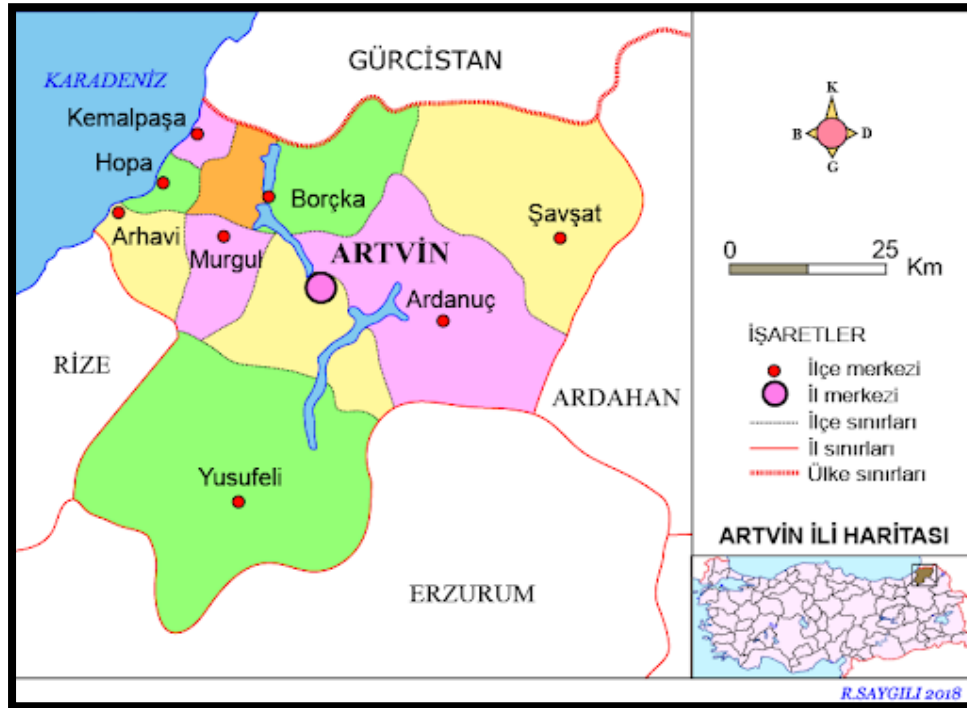 GÜRCİSTAN
KARADENİZ
Kemalpaşa
Hopa
Borçka
Arhavi
Murgul
ARTVİN
Şavşat
Ardanuç
RİZE
ARDAHAN
Yusufeli
ERZURUM
K
B D
G
0 25 Km
İŞARETLER
İlçe merkezi
İl merkezi
İlçe sınırları
İl sınırları
Ülke sınırları
ARTVİN İLİ HARİTASI
R.SAYGILI 2018